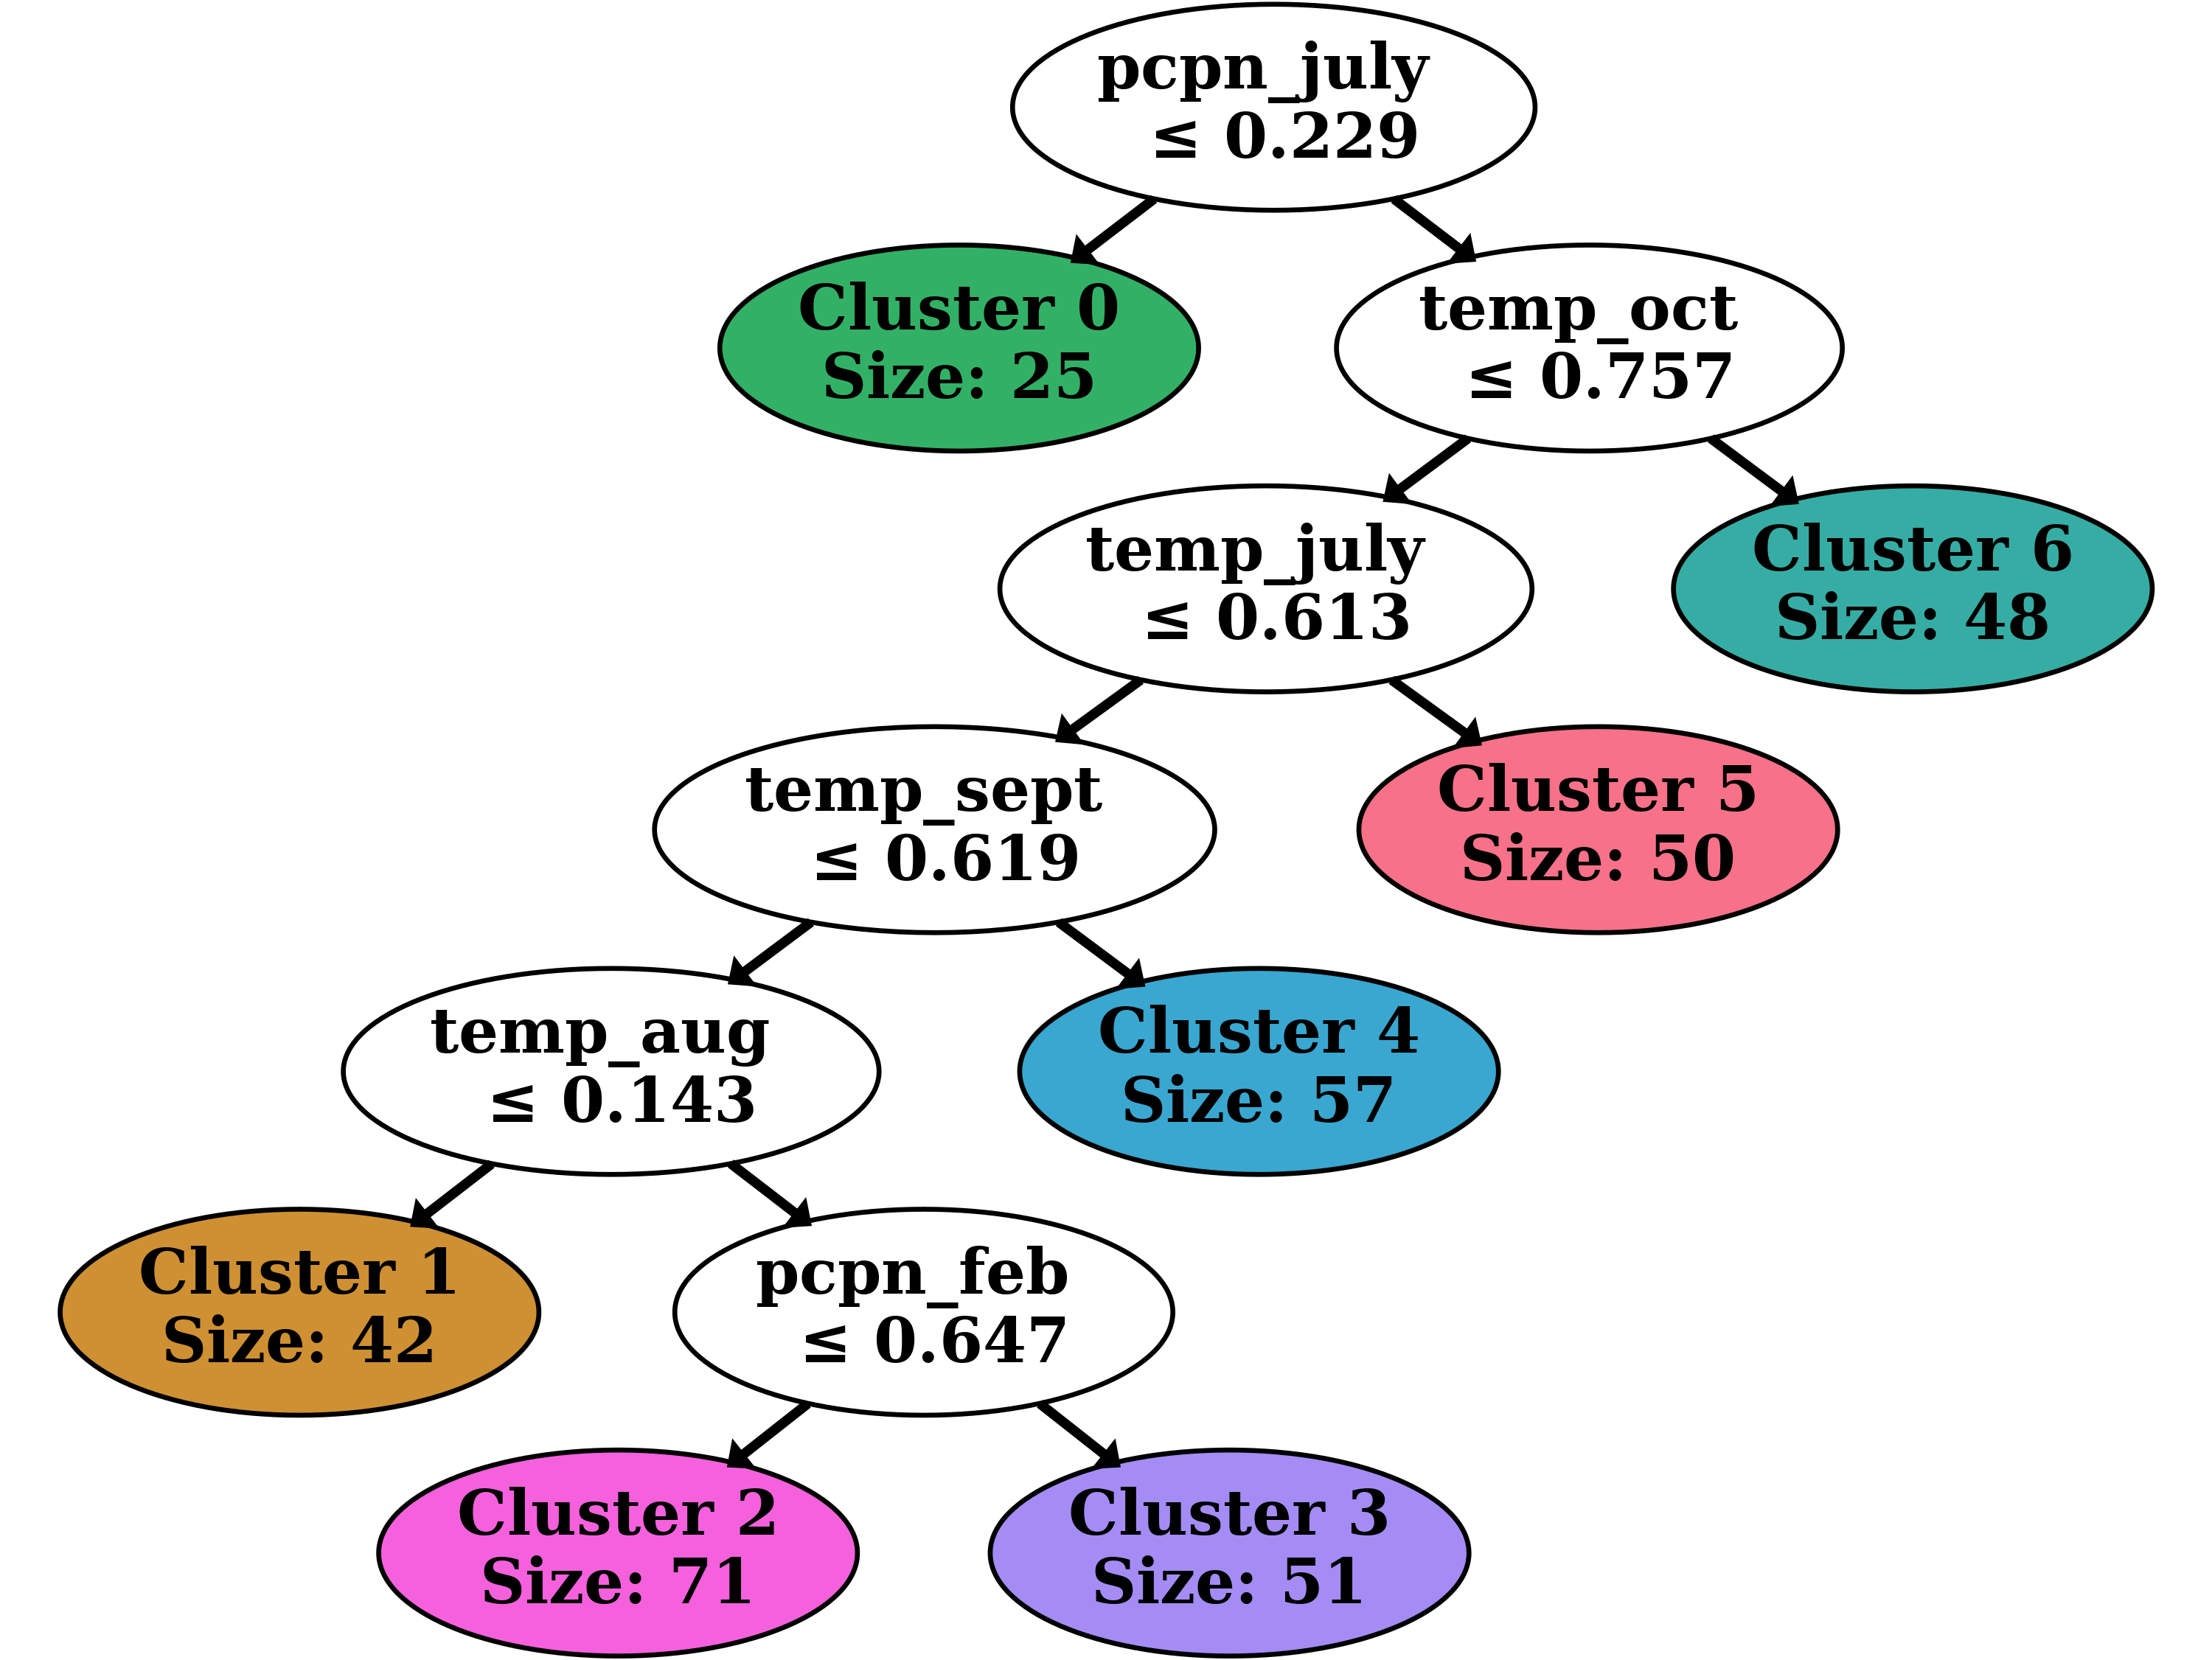 pcpn_july
≤ 0.229
Cluster 0
Size: 25
temp_oct
≤ 0.757
temp_july
≤ 0.613
Cluster 6
Size: 48
temp_sept
≤ 0.619
Cluster 5
Size: 50
temp_aug
≤ 0.143
Cluster 4
Size: 57
Cluster 1
Size: 42
pcpn_feb
≤ 0.647
Cluster 2
Size: 71
Cluster 3
Size: 51